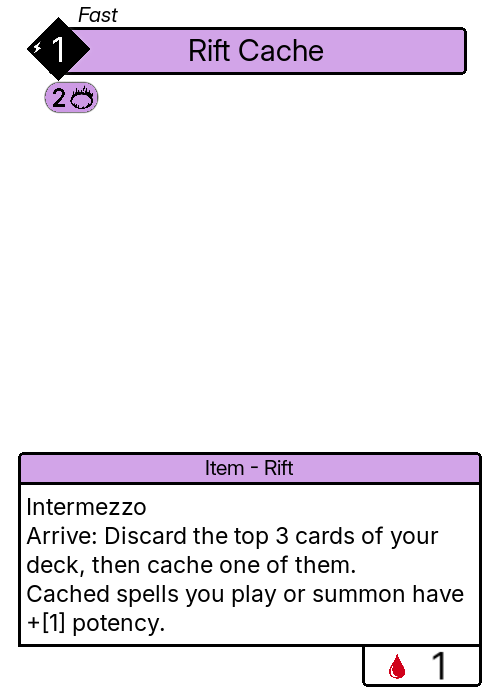 Fast
1
Rift Cache
2
Item - Rift
Intermezzo
Arrive: Discard the top 3 cards of your
deck, then cache one of them.
Cached spells you play or summon have
+[1] potency.
1